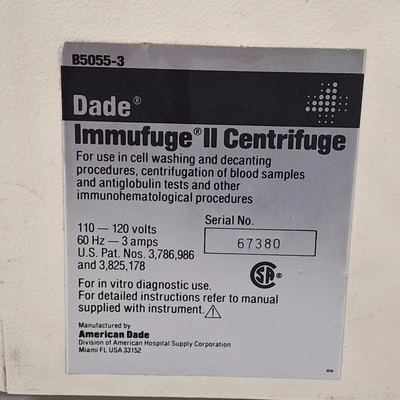 B5055-3
Dade®
Immufuge® II Centrifuge
For use in cell washing and decanting
procedures, centrifugation of blood samples
and antiglobulin tests and other
immunohematological procedures
110 — 120 volts
60 Hz — 3 amps
U.S. Pat. Nos. 3,786,986
and 3,825,178
Serial No.
67380
CSA®
For in vitro diagnostic use.
For detailed instructions refer to manual
supplied with instrument.
Manufactured by
American Dade
Division of American Hospital Supply Corporation
Miami FL USA 33152